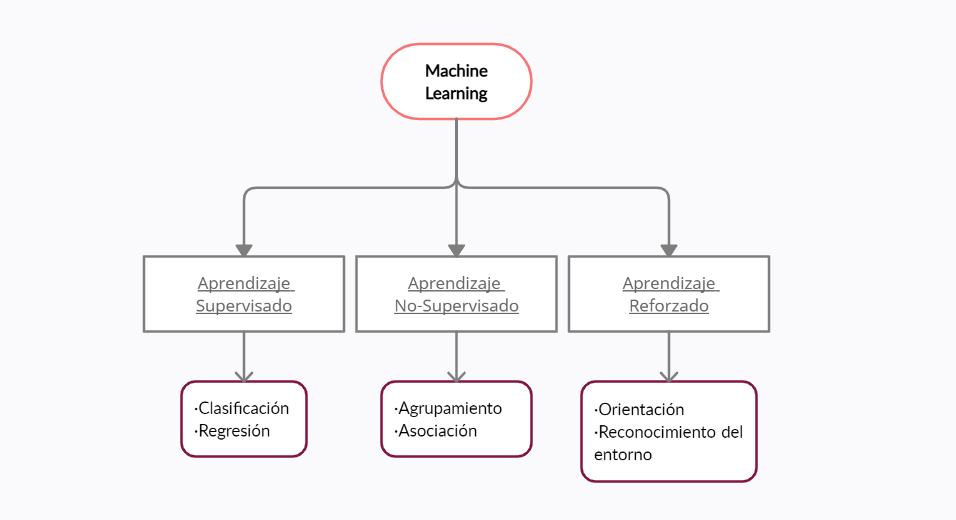 Machine
Learning
Aprendizaje
Supervisado
Aprendizaje
No-Supervisado
Aprendizaje
Reforzado
·Clasificación
·Regresión
·Agrupamiento
·Asociación
·Orientación
·Reconocimiento del
entorno